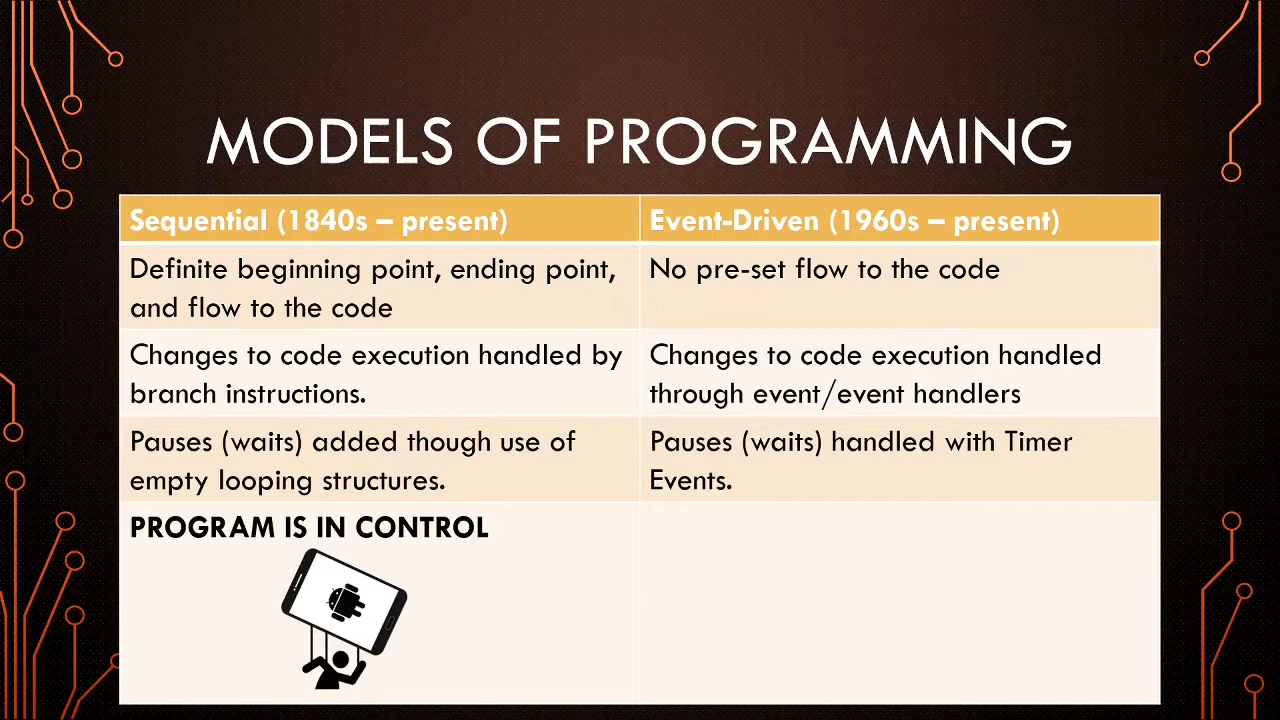 MODELS OF PROGRAMMING
Sequential (1840s – present)
Event-Driven (1960s – present)
Definite beginning point, ending point,
and flow to the code
No pre-set flow to the code
Changes to code execution handled by
branch instructions.
Changes to code execution handled
through event/event handlers
Pauses (waits) added though use of
empty looping structures.
Pauses (waits) handled with Timer
Events.
PROGRAM IS IN CONTROL